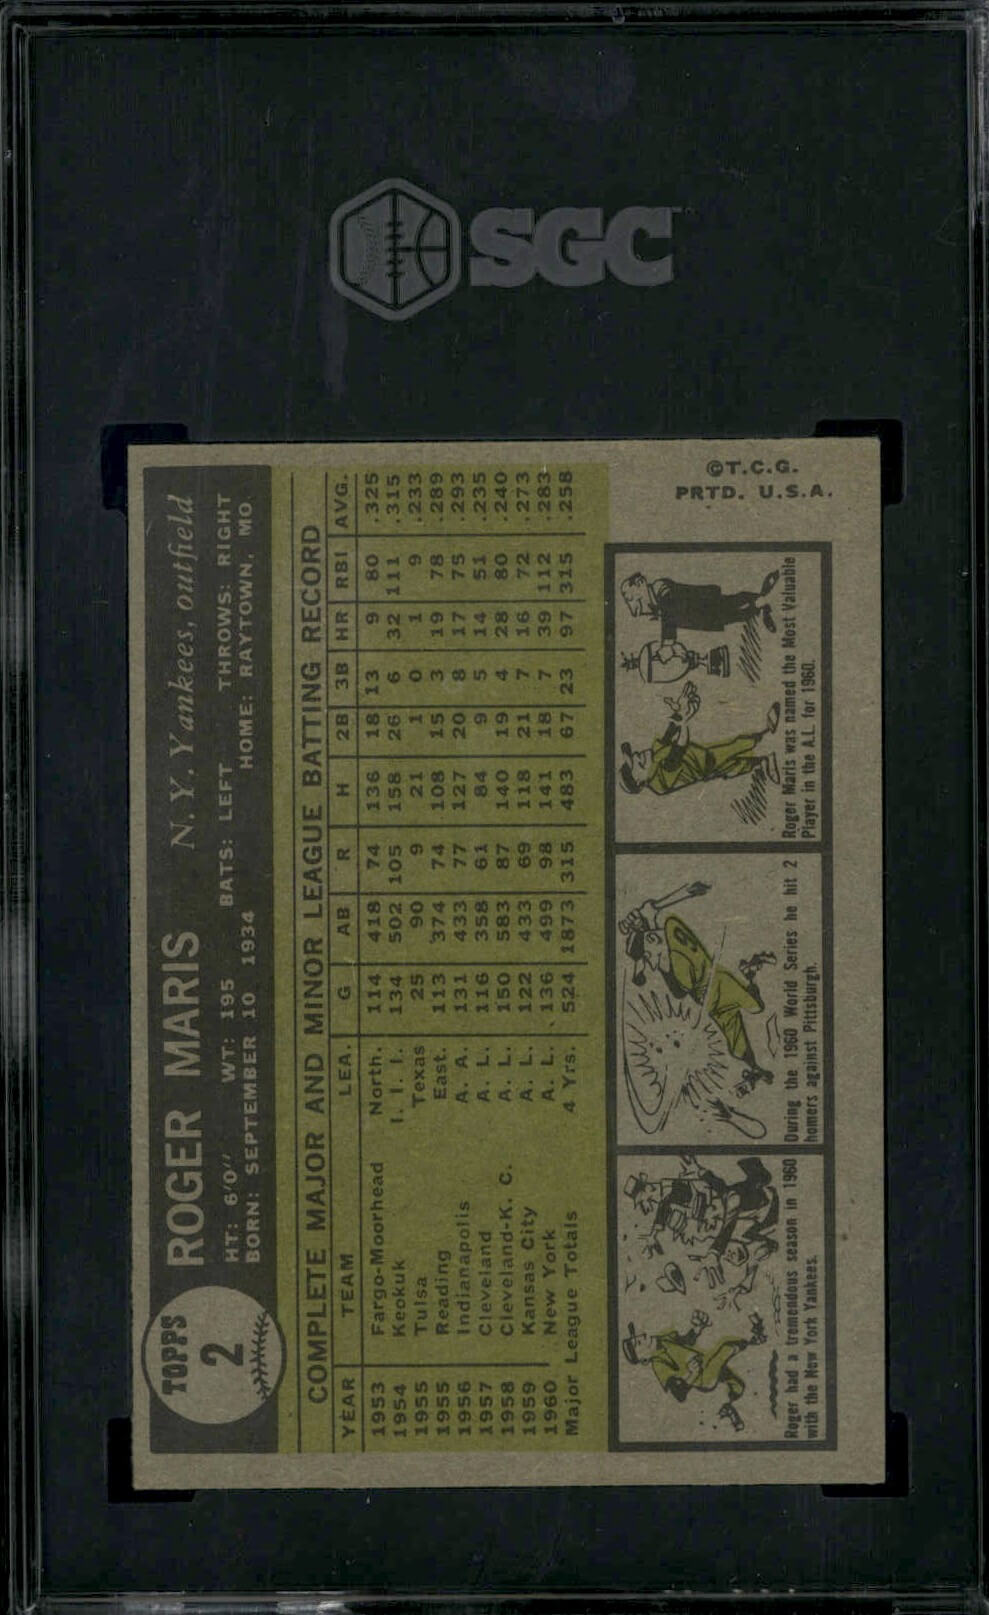 SGC
TOPPS
2
ROGER MARIS N. Y. Yankees, outfield
HT: 6'0" WT: 195 BATS: LEFT THROWS: RIGHT
BORN: SEPTEMBER 10 1934 HOME: RAYTOWN, MO.
COMPLETE MAJOR AND MINOR LEAGUE BATTING RECORD
YEAR TEAM LEA. G AB R H 2B 3B HR RBI AVG.
1953 Fargo-Moorhead North. 114 418 74 136 18 13 9 80 .325
1954 Keokuk I. I. I. 134 502 105 158 26 6 32 111 .315
1955 Tulsa Texas 25 90 9 21 1 0 1 9 .233
1955 Reading East. 113 374 74 108 15 3 19 78 .289
1956 Indianapolis A. A. 131 433 77 127 20 8 17 75 .293
1957 Cleveland A. L. 116 358 61 84 9 5 14 51 .235
1958 Cleveland-K. C. A. L. 150 583 87 140 19 4 28 80 .240
1959 Kansas City A. L. 122 433 69 118 21 7 16 72 .273
1960 New York A. L. 136 499 98 141 18 7 39 112 .283
Major League Totals 4 Yrs. 524 1873 315 483 67 23 97 315 .258
Roger had a tremendous season in 1960
with the New York Yankees.
9
During the 1960 World Series he hit 2
homers against Pittsburgh.
Roger Maris was named the Most Valuable
Player in the A.L. for 1960.
©T.C.G.
PRTD. U.S.A.